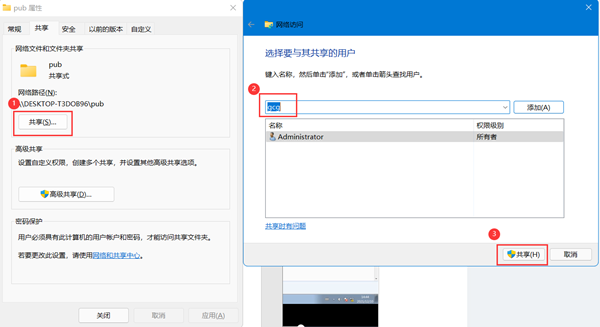 pub 属性
常规 共享 安全 以前的版本 自定义
网络文件和文件夹共享
pub
共享式
网络路径(N):
\\DESKTOP-T3DOB96\pub
1
共享(S)...
高级共享
设置自定义权限，创建多个共享，并设置其他高级共享选项。
高级共享(D)...
密码保护
用户必须具有此计算机的用户帐户和密码，才能访问共享文件夹。
若要更改此设置，请使用网络和共享中心。
关闭 取消 应用(A)
网络访问
选择要与其共享的用户
键入名称，然后单击"添加"，或者单击箭头查找用户。
2
添加(A)
名称 权限级别
Administrator 所有者
共享时有问题
3
共享(H) 取消